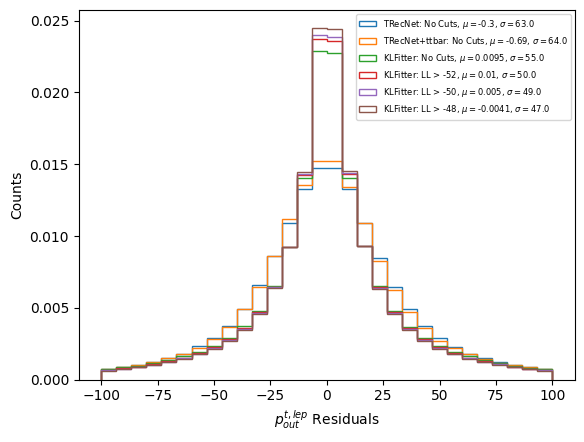 TRecNet: No Cuts, μ=-0.3, σ=63.0
TRecNet+ttbar: No Cuts, μ=-0.69, σ=64.0
KLFitter: No Cuts, μ=0.0095, σ=55.0
KLFitter: LL > -52, μ=0.01, σ=50.0
KLFitter: LL > -50, μ=0.005, σ=49.0
KLFitter: LL > -48, μ=-0.0041, σ=47.0
Counts
0.025
0.020
0.015
0.010
0.005
0.000
−100 −75 −50 −25 0 25 50 75 100
p_{out}^{t,lep} Residuals